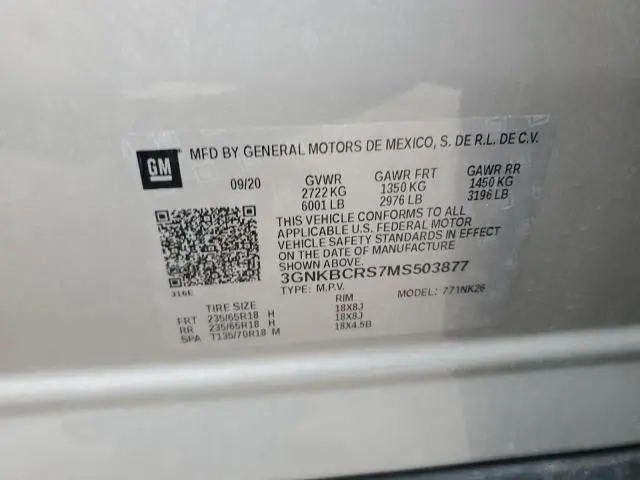 GM MFD BY GENERAL MOTORS DE MEXICO, S. DE R.L. DE C.V.
09/20 GVWR GAWR FRT GAWR RR
2722 KG 1350 KG 1450 KG
6001 LB 2976 LB 3196 LB
THIS VEHICLE CONFORMS TO ALL
APPLICABLE U.S. FEDERAL MOTOR
VEHICLE SAFETY STANDARDS IN EFFECT
ON THE DATE OF MANUFACTURE
SHOWN ABOVE.
3GNKBCRS7MS503877
316E
TYPE: M.P.V. MODEL: 771NK26
TIRE SIZE RIM
FRT 235/65R18 H 18X8J
RR 235/65R18 H 18X8J
SPA T135/70R18 M 18X4.5B